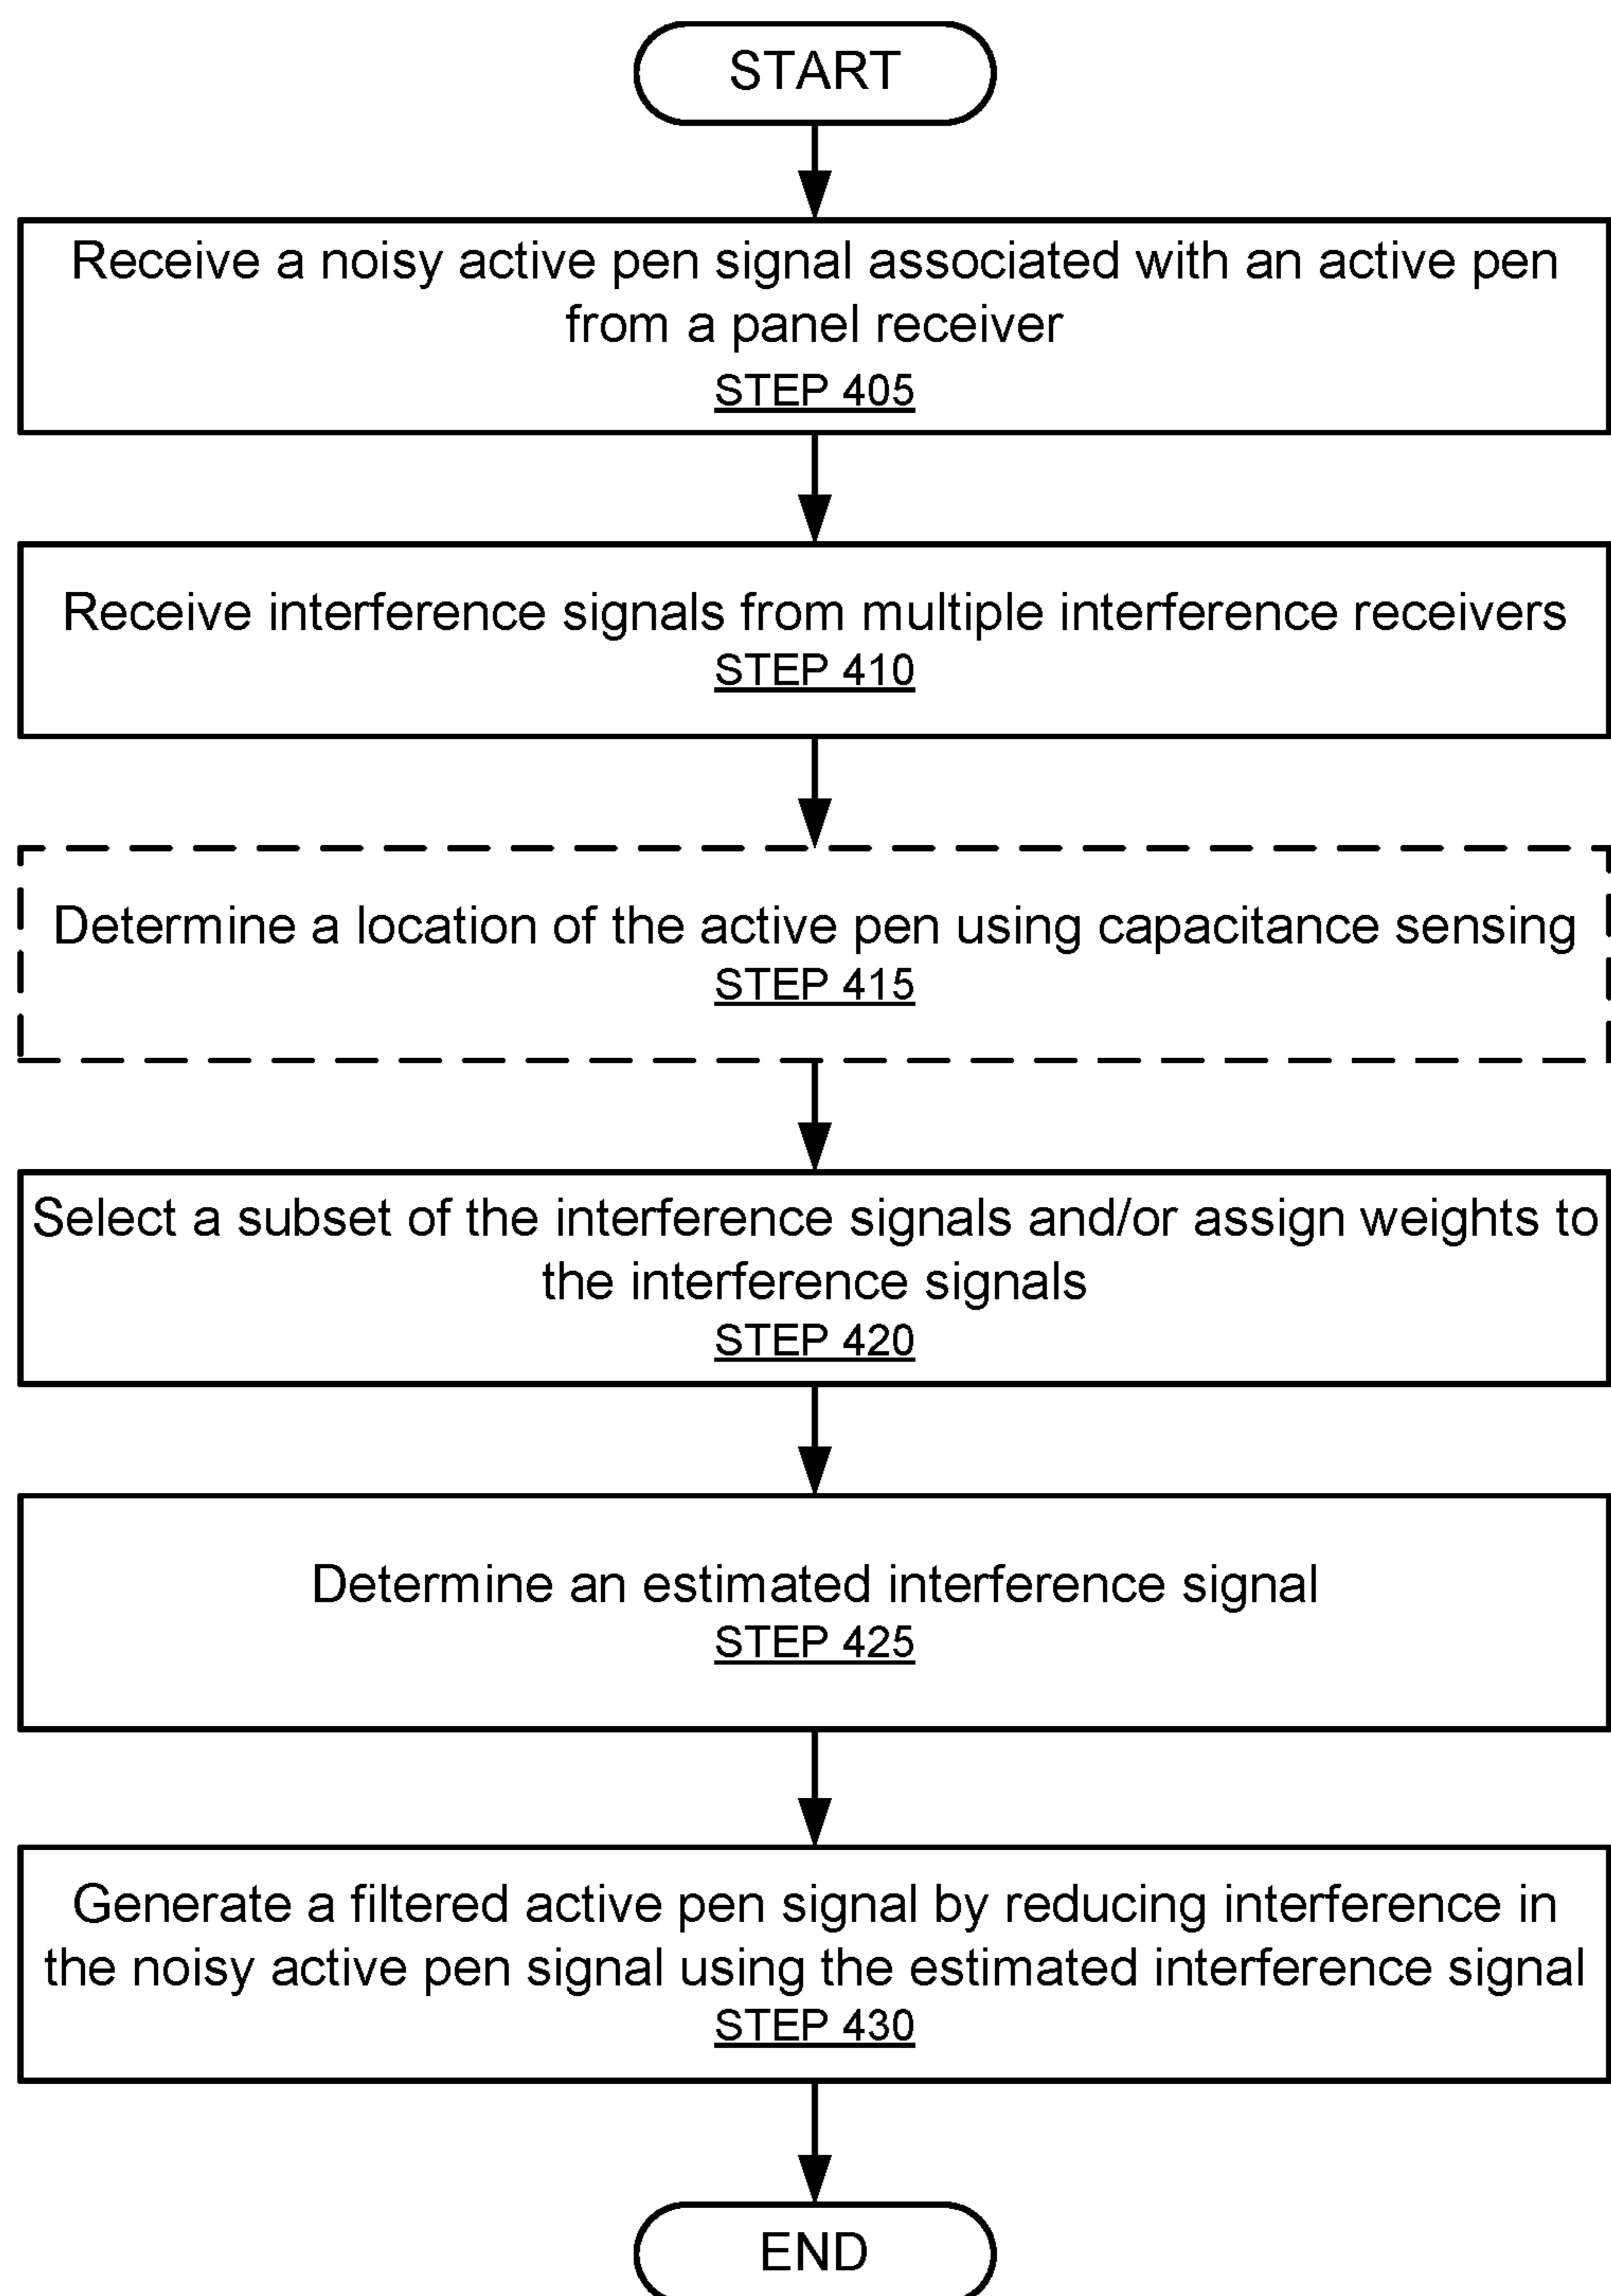 START
Receive a noisy active pen signal associated with an active pen
from a panel receiver
STEP 405
Receive interference signals from multiple interference receivers
STEP 410
Determine a location of the active pen using capacitance sensing
STEP 415
Select a subset of the interference signals and/or assign weights to
the interference signals
STEP 420
Determine an estimated interference signal
STEP 425
Generate a filtered active pen signal by reducing interference in
the noisy active pen signal using the estimated interference signal
STEP 430
END